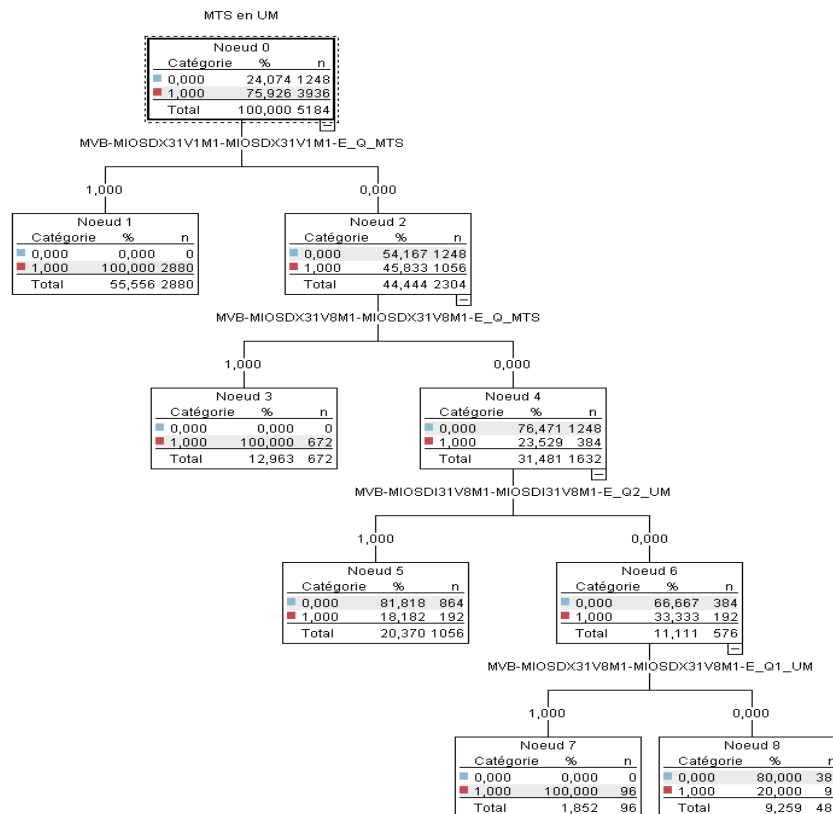 MTS en UM
Noeud 0
Catégorie % n
0,000 24,074 1248
1,000 75,926 3936
Total 100,000 5184
MVB-MIOSDX31V1M1-MIOSDX31V1M1-E_Q_MTS
1,000 0,000
Noeud 1
Catégorie % n
0,000 0,000 0
1,000 100,000 2880
Total 55,556 2880
Noeud 2
Catégorie % n
0,000 54,167 1248
1,000 45,833 1056
Total 44,444 2304
MVB-MIOSDX31V8M1-MIOSDX31V8M1-E_Q_MTS
1,000 0,000
Noeud 3
Catégorie % n
0,000 0,000 0
1,000 100,000 672
Total 12,963 672
Noeud 4
Catégorie % n
0,000 76,471 1248
1,000 23,529 384
Total 31,481 1632
MVB-MIOSDI31V8M1-MIOSDI31V8M1-E_Q2_UM
1,000 0,000
Noeud 5
Catégorie % n
0,000 81,818 864
1,000 18,182 192
Total 20,370 1056
Noeud 6
Catégorie % n
0,000 66,667 384
1,000 33,333 192
Total 11,111 576
MVB-MIOSDX31V8M1-MIOSDX31V8M1-E_Q1_UM
1,000 0,000
Noeud 7
Catégorie % n
0,000 0,000 0
1,000 100,000 96
Total 1,852 96
Noeud 8
Catégorie % n
0,000 80,000 38
1,000 20,000 9
Total 9,259 48